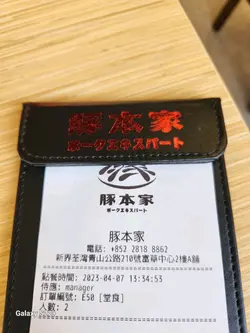 豚本家
ポークエキスパート
豚本家
ポークエキスパート
豚本家
電話: +852 2818 8862
新界荃灣青山公路210號富華中心2樓A舖
點餐時間: 2023-04-07 13:34:53
侍應: manager
訂單編號: E50 [堂食]
人數: 2
Galaxy